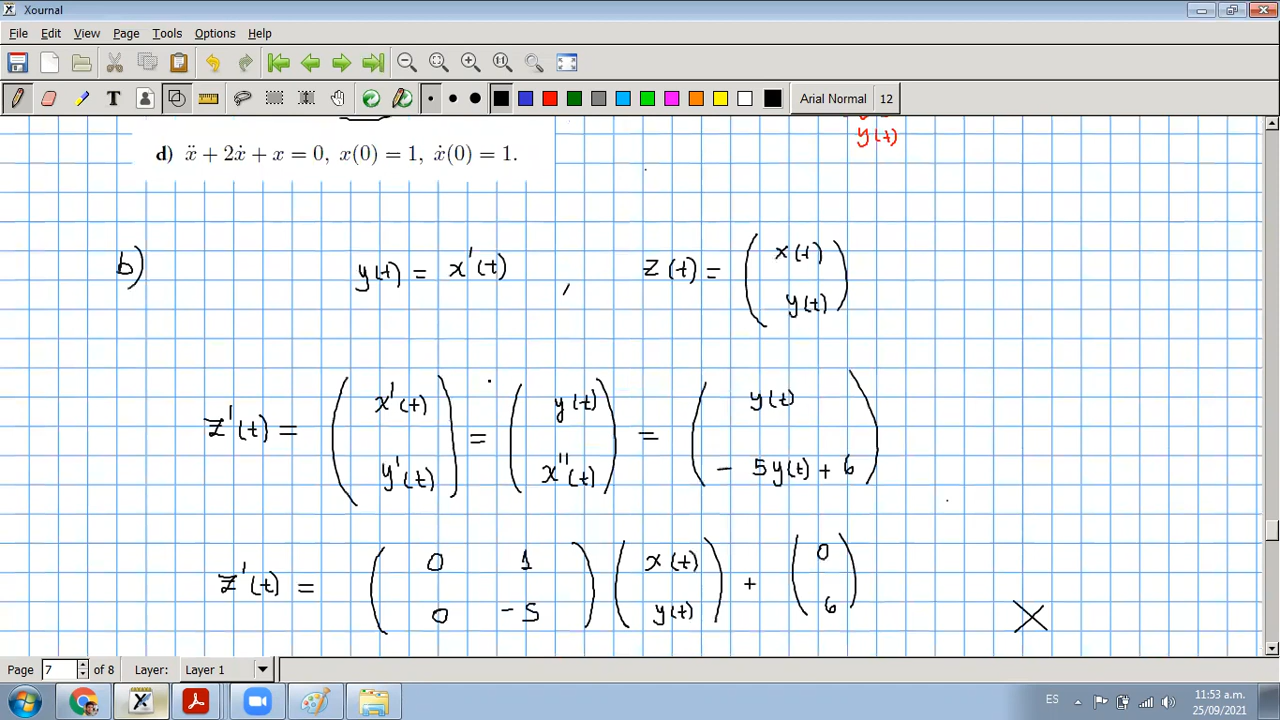 Xournal
File Edit View Page Tools Options Help
Arial Normal 12
y(t)
d) ẍ + 2ẋ + x = 0, x(0) = 1, ẋ(0) = 1.
b) y(t) = x'(t) , z(t) = ( x(t) y(t) )
z'(t) = ( x'(t) y'(t) ) = ( y(t) x''(t) ) = ( y(t) - 5y(t) + 6 )
z'(t) = ( 0 1 0 -5 ) ( x(t) y(t) ) + ( 0 6 )
Page 7 of 8 Layer: Layer 1
ES 11:53 a.m.
25/09/2021